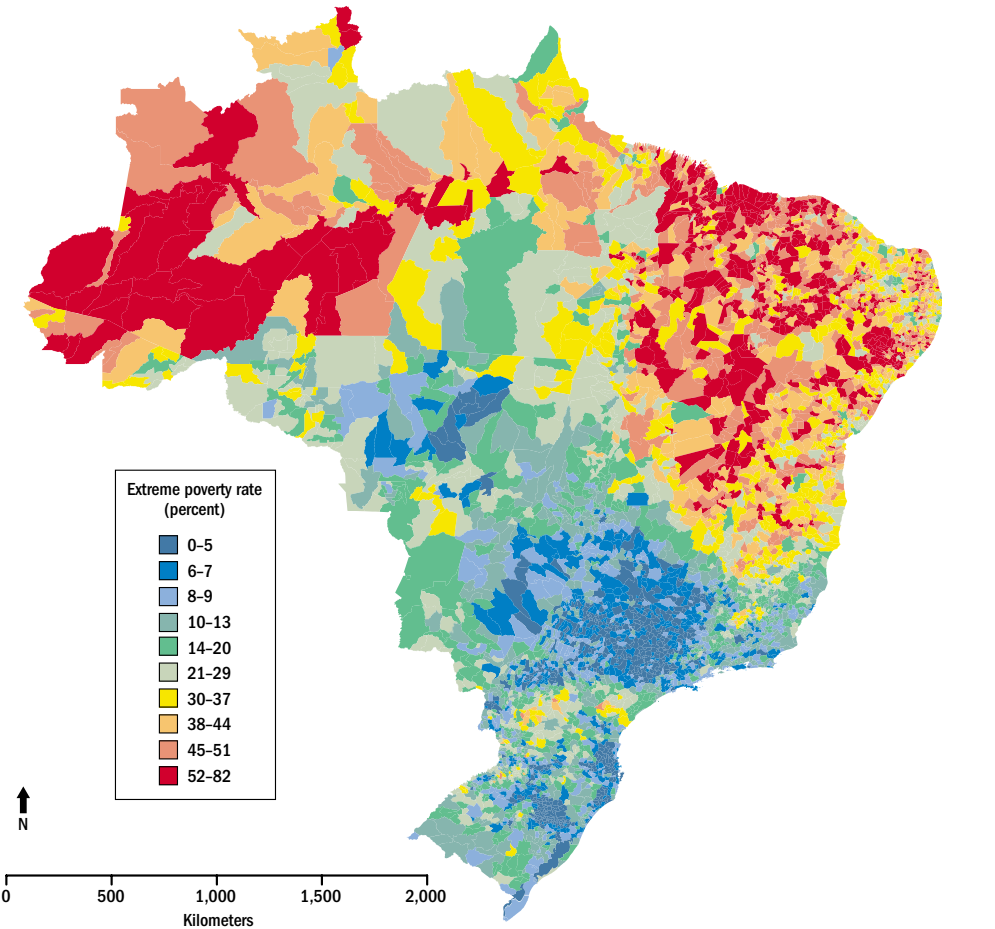 Extreme poverty rate
(percent)
0–5
6–7
8–9
10–13
14–20
21–29
30–37
38–44
45–51
52–82
N
0 500 1,000 1,500 2,000
Kilometers